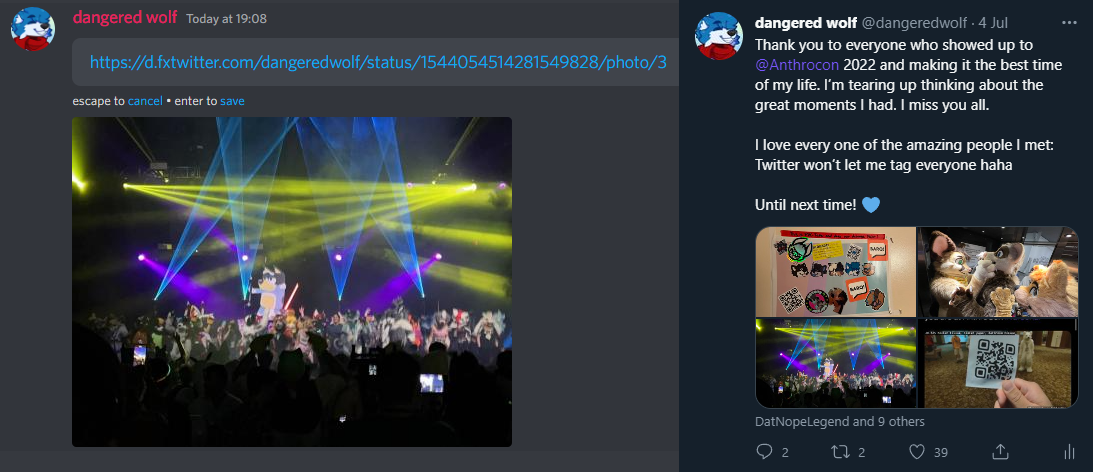 dangered wolf Today at 19:08
https://d.fxtwitter.com/dangeredwolf/status/1544054514281549828/photo/3
escape to cancel • enter to save
dangered wolf @dangeredwolf · 4 Jul
Thank you to everyone who showed up to
@Anthrocon 2022 and making it the best time
of my life. I’m tearing up thinking about the
great moments I had. I miss you all.
I love every one of the amazing people I met:
Twitter won’t let me tag everyone haha
Until next time! 💙
BARQ!
BARQ!
DatNopeLegend and 9 others
2
2
39